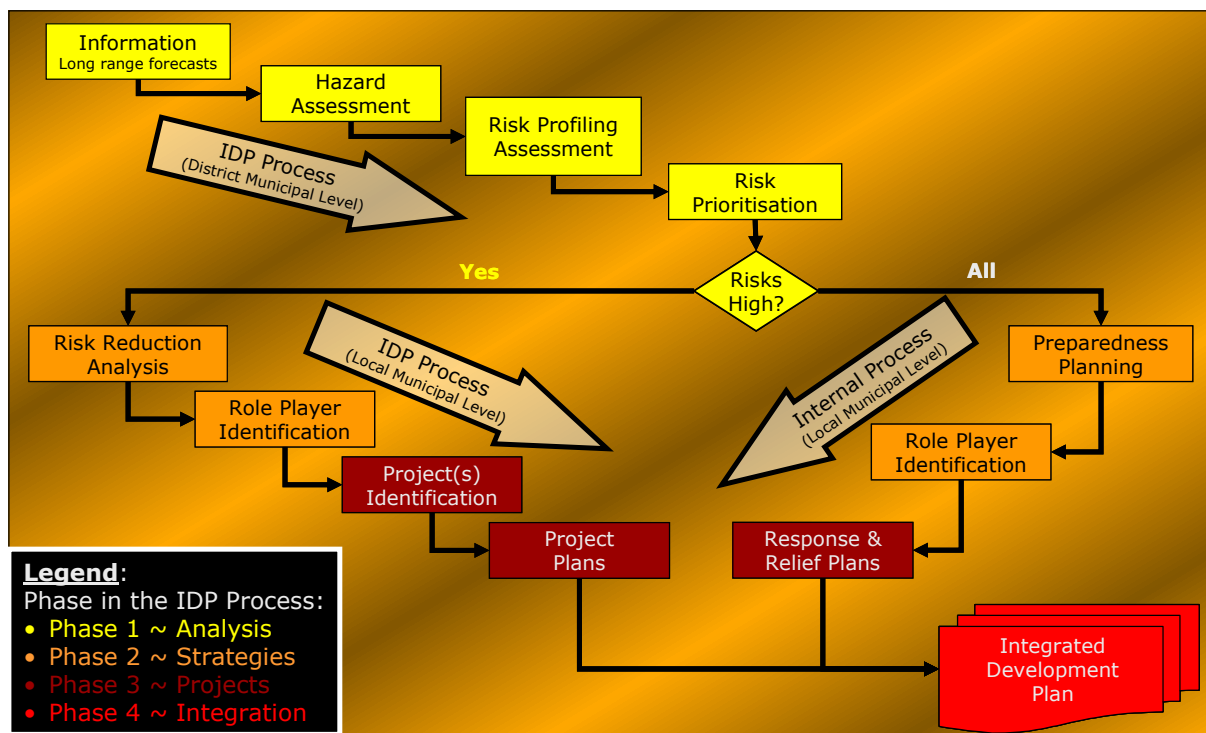 Information
Long range forecasts
Hazard
Assessment
Risk Profiling
Assessment
IDP Process
(District Municipal Level)
Risk
Prioritisation
Yes
All
Risks
High?
Risk Reduction
Analysis
IDP Process
(Local Municipal Level)
Internal Process
(Local Municipal Level)
Preparedness
Planning
Role Player
Identification
Role Player
Identification
Project(s)
Identification
Project
Plans
Response &
Relief Plans
Legend:
Phase in the IDP Process:
• Phase 1 ~ Analysis
• Phase 2 ~ Strategies
• Phase 3 ~ Projects
• Phase 4 ~ Integration
Integrated
Development
Plan